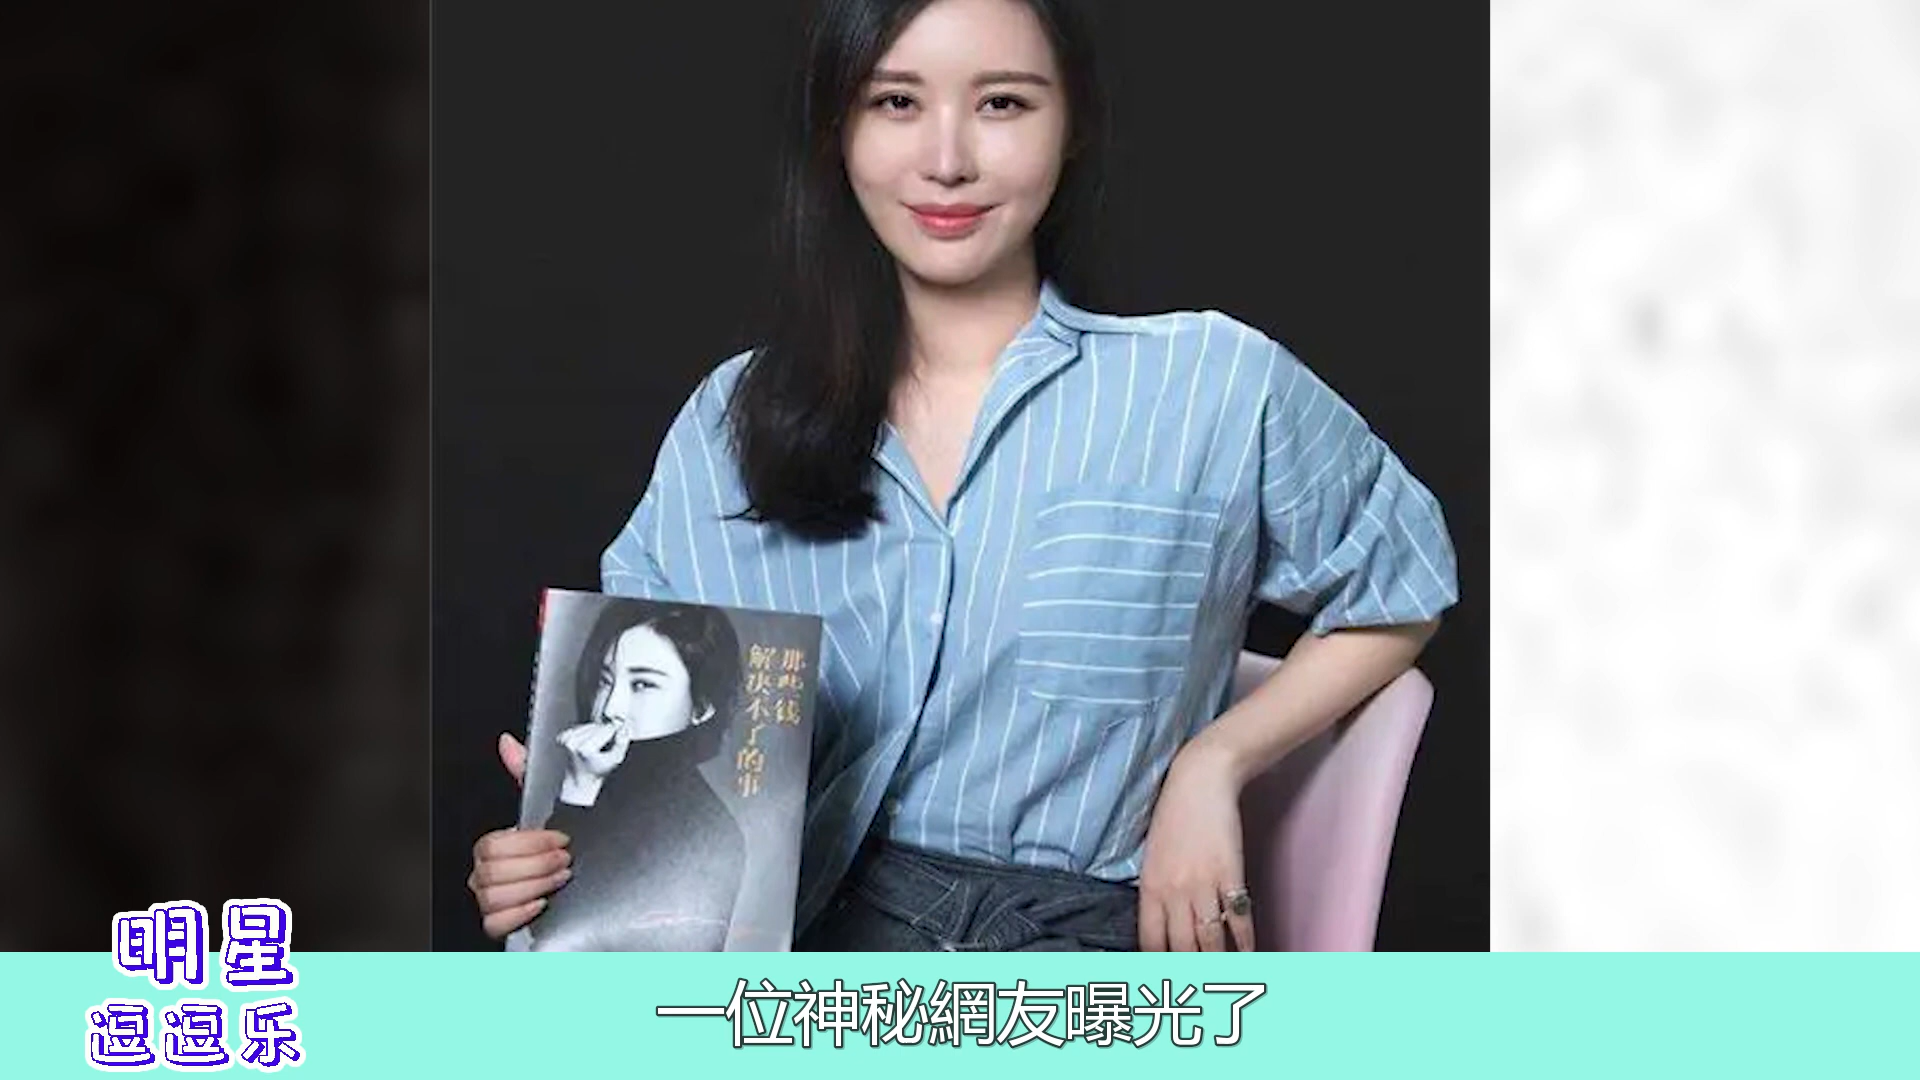 那些钱
解决不了的事
明星
逗逗乐
一位神秘網友曝光了